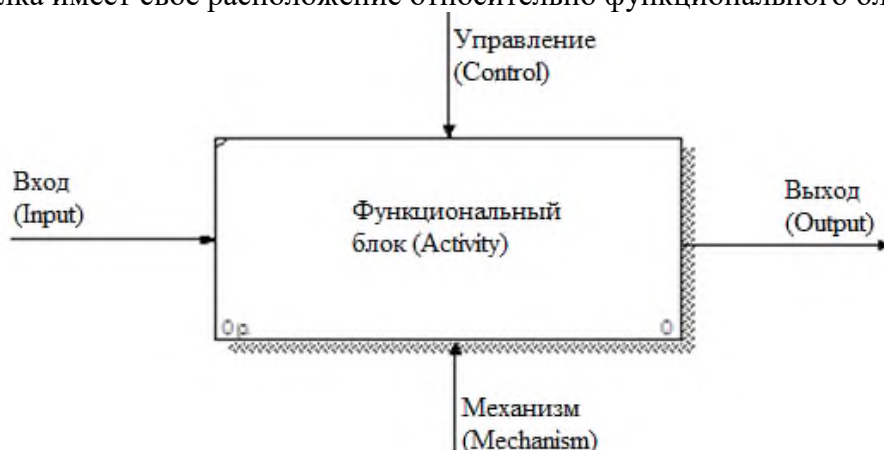 лка имеет свое расположение относительно функционального бл
Управление
(Control)
Вход
(Input)
Функциональный
блок (Activity)
Выход
(Output)
0р.
0
Механизм
(Mechanism)